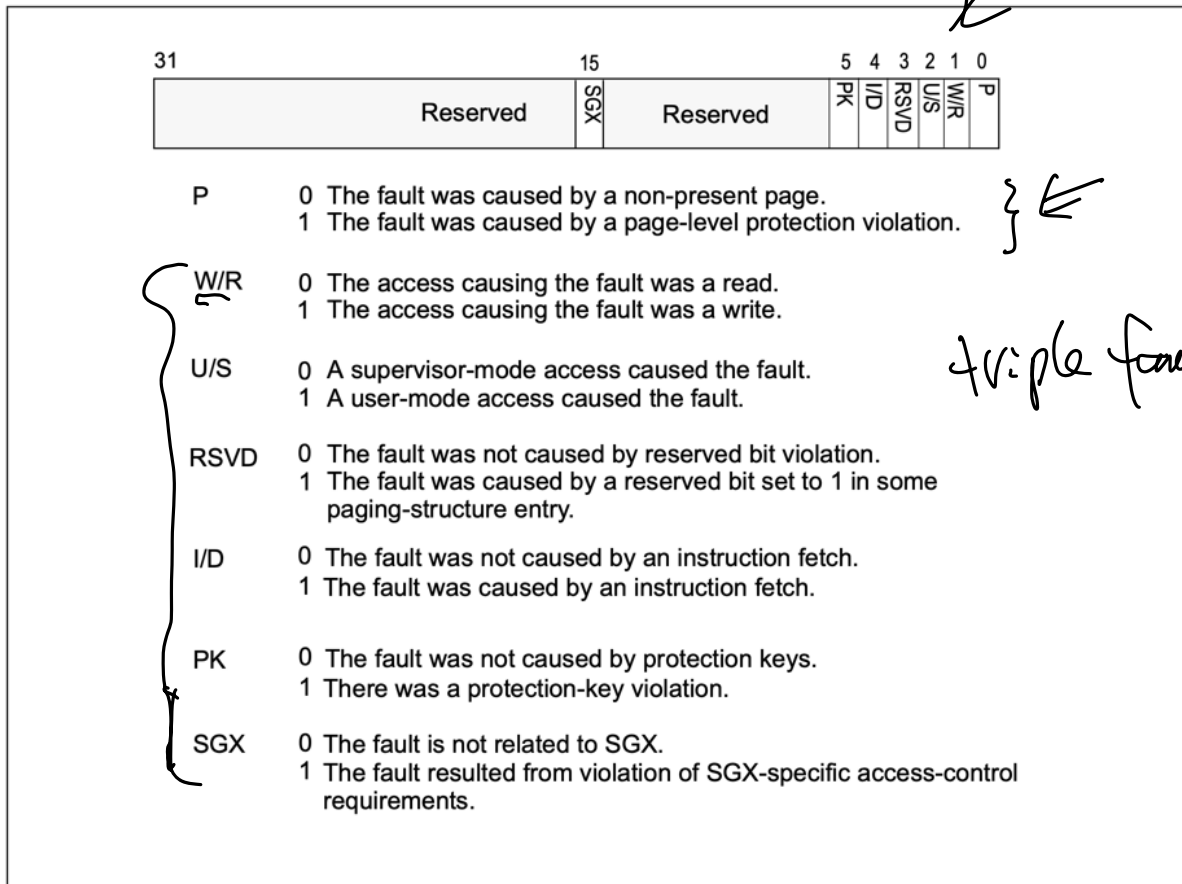 31 15 5 4 3 2 1 0
Reserved SGX Reserved PK I/D RSVD U/S W/R P
P 0 The fault was caused by a non-present page.
1 The fault was caused by a page-level protection violation.
W/R 0 The access causing the fault was a read.
1 The access causing the fault was a write.
U/S 0 A supervisor-mode access caused the fault.
1 A user-mode access caused the fault.
triple
RSVD 0 The fault was not caused by reserved bit violation.
1 The fault was caused by a reserved bit set to 1 in some
paging-structure entry.
I/D 0 The fault was not caused by an instruction fetch.
1 The fault was caused by an instruction fetch.
PK 0 The fault was not caused by protection keys.
1 There was a protection-key violation.
SGX 0 The fault is not related to SGX.
1 The fault resulted from violation of SGX-specific access-control
requirements.